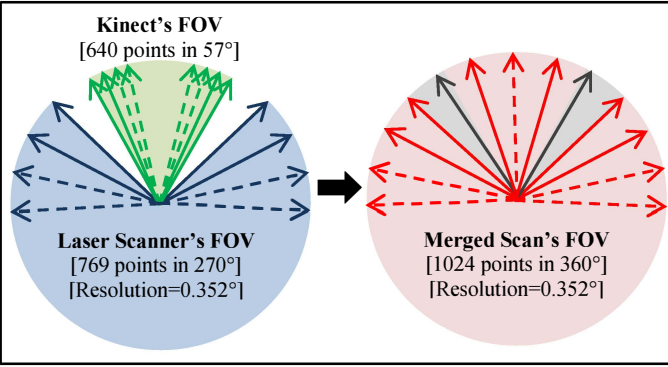 Kinect's FOV
[640 points in 57°]
Laser Scanner's FOV
[769 points in 270°]
[Resolution=0.352°]
Merged Scan's FOV
[1024 points in 360°]
[Resolution=0.352°]